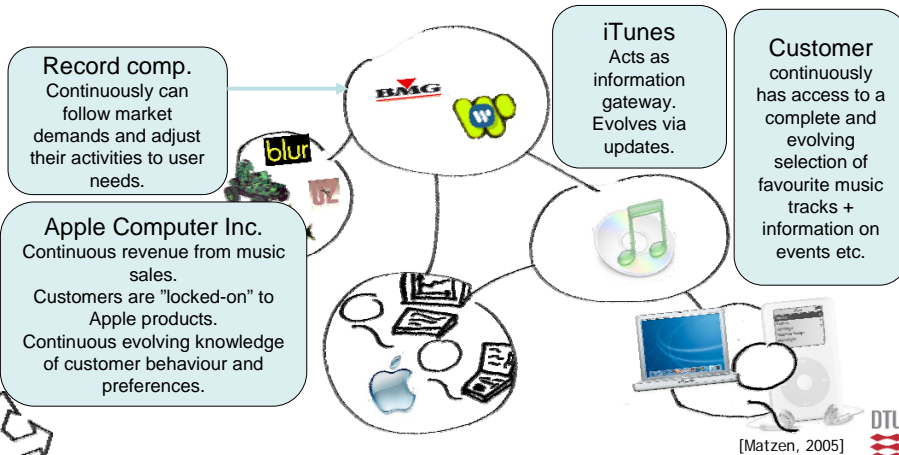 Record comp.
Continuously can
follow market
demands and adjust
their activities to user
needs.
BMG
W
iTunes
Acts as
information
gateway.
Evolves via
updates.
Customer
continuously
has access to a
complete and
evolving
selection of
favourite music
tracks +
information on
events etc.
blur
Apple Computer Inc.
Continuous revenue from music
sales.
Customers are ”locked-on” to
Apple products.
Continuous evolving knowledge
of customer behaviour and
preferences.
[Matzen, 2005]
DTU